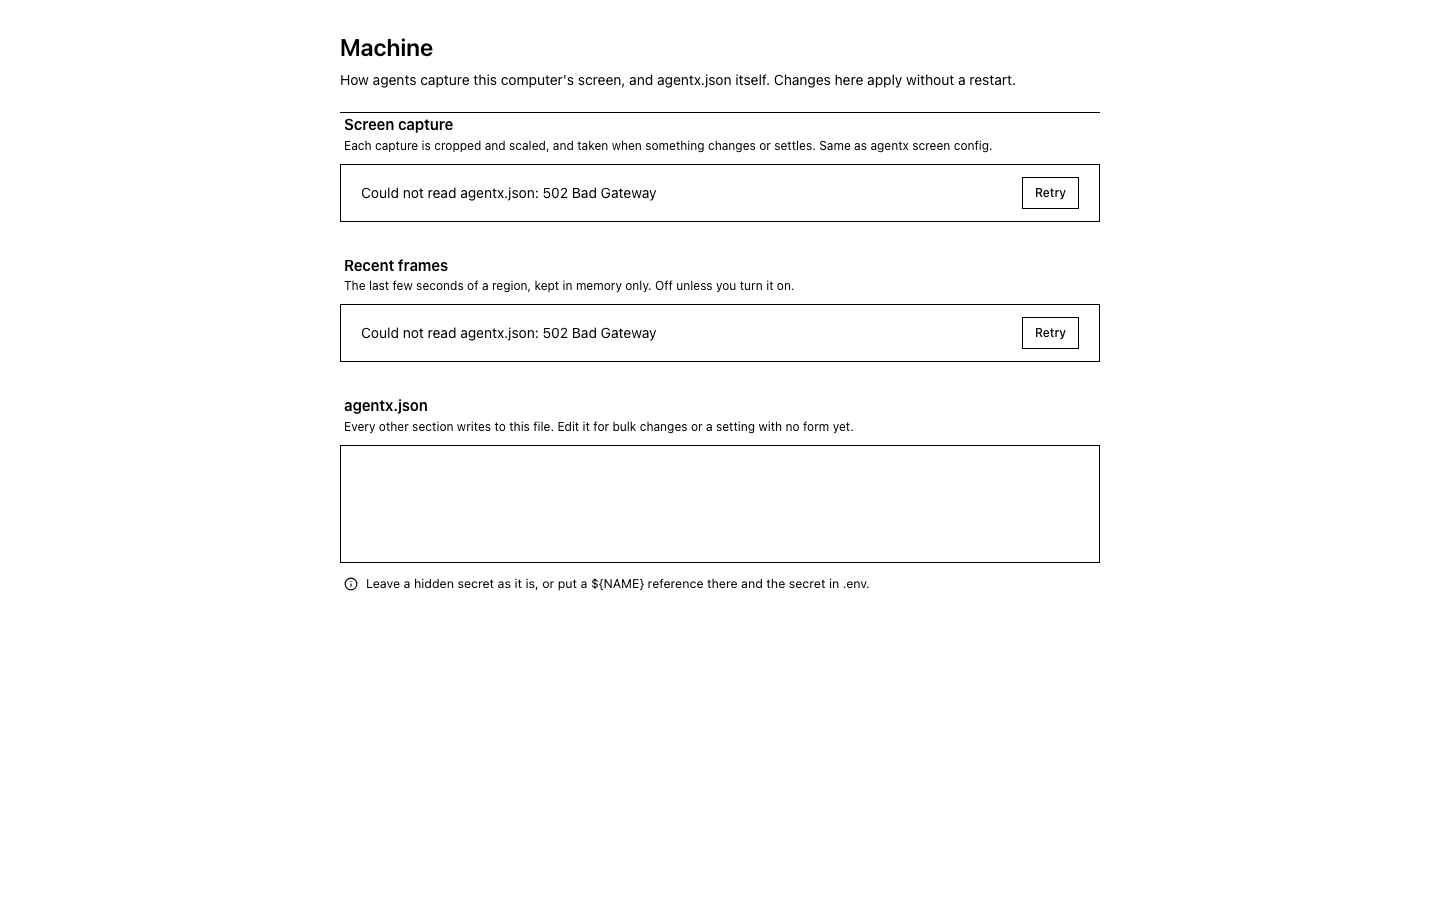 Machine
How agents capture this computer's screen, and agentx.json itself. Changes here apply without a restart.
Screen capture
Each capture is cropped and scaled, and taken when something changes or settles. Same as agentx screen config.
Could not read agentx.json: 502 Bad Gateway
Retry
Recent frames
The last few seconds of a region, kept in memory only. Off unless you turn it on.
Could not read agentx.json: 502 Bad Gateway
Retry
agentx.json
Every other section writes to this file. Edit it for bulk changes or a setting with no form yet.
Leave a hidden secret as it is, or put a ${NAME} reference there and the secret in .env.